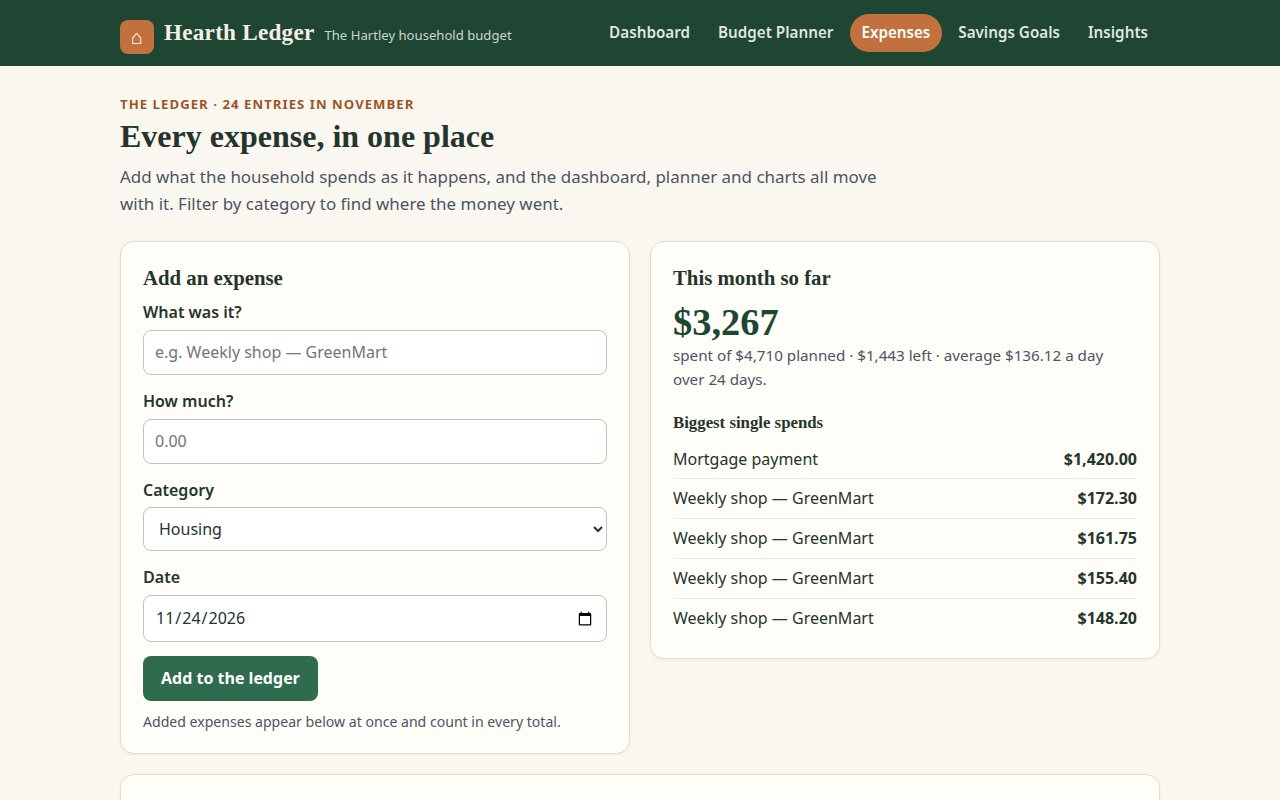 Hearth Ledger The Hartley household budget
Dashboard Budget Planner Expenses Savings Goals Insights
THE LEDGER · 24 ENTRIES IN NOVEMBER
Every expense, in one place
Add what the household spends as it happens, and the dashboard, planner and charts all move
with it. Filter by category to find where the money went.
Add an expense
What was it?
e.g. Weekly shop — GreenMart
How much?
0.00
Category
Housing
Date
11/24/2026
Add to the ledger
Added expenses appear below at once and count in every total.
This month so far
$3,267
spent of $4,710 planned · $1,443 left · average $136.12 a day
over 24 days.
Biggest single spends
Mortgage payment $1,420.00
Weekly shop — GreenMart $172.30
Weekly shop — GreenMart $161.75
Weekly shop — GreenMart $155.40
Weekly shop — GreenMart $148.20